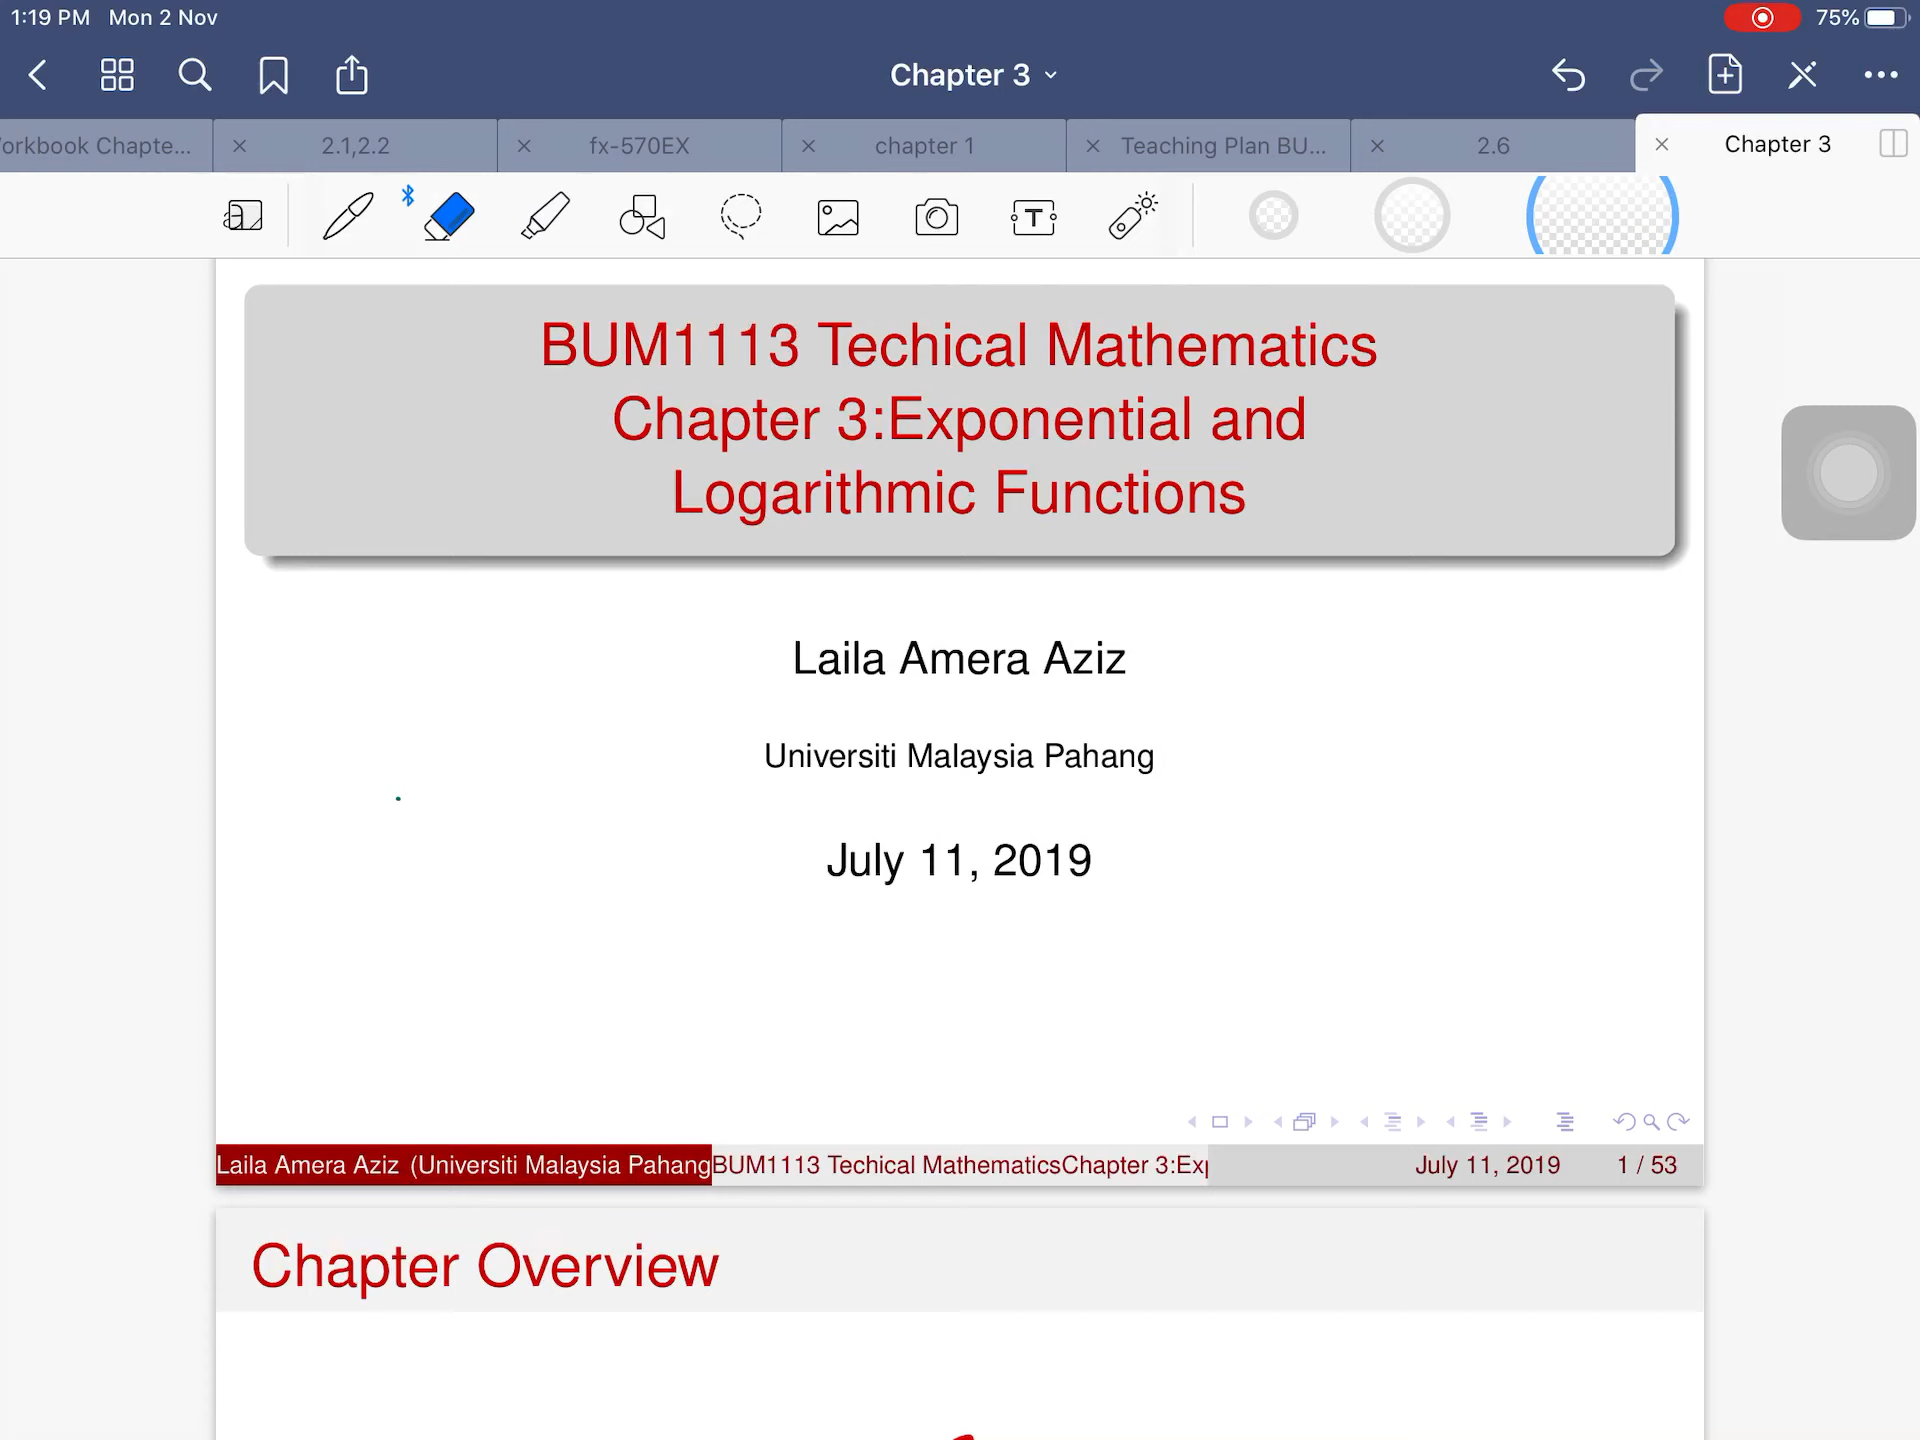 1:19 PM Mon 2 Nov
75%
Chapter 3
orkbook Chapte...
2.1,2.2
fx-570EX
chapter 1
Teaching Plan BU...
2.6
Chapter 3
BUM1113 Techical Mathematics
Chapter 3:Exponential and
Logarithmic Functions
Laila Amera Aziz
Universiti Malaysia Pahang
July 11, 2019
Laila Amera Aziz (Universiti Malaysia Pahang BUM1113 Techical MathematicsChapter 3:Exp July 11, 2019 1 / 53
Chapter Overview